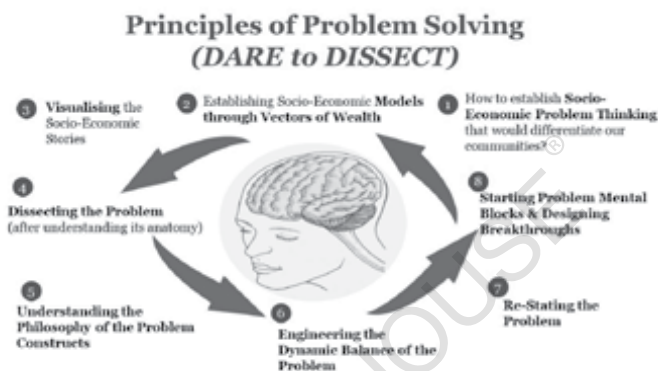 Principles of Problem Solving
(DARE to DISSECT)
1 How to establish Socio-
Economic Problem Thinking
that would differentiate our
communities?
2 Establishing Socio-Economic Models
through Vectors of Wealth
3 Visualising the
Socio-Economic
Stories
4
Dissecting the Problem
(after understanding its anatomy)
5
Understanding the
Philosophy of the Problem
Constructs
6
Engineering the
Dynamic Balance of the
Problem
7
Re-Stating the
Problem
8
Starting Problem Mental
Blocks & Designing
Breakthroughs
HOUSE®